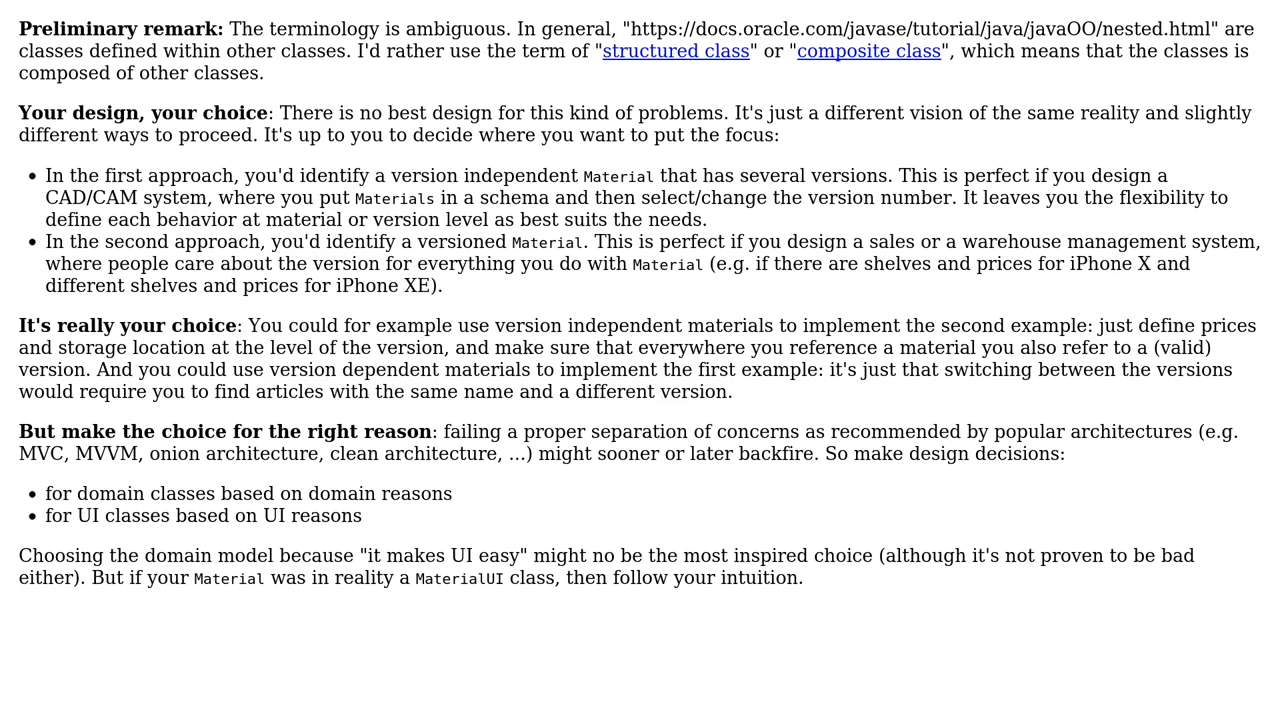 Preliminary remark: The terminology is ambiguous. In general, "https://docs.oracle.com/javase/tutorial/java/javaOO/nested.html" are
classes defined within other classes. I'd rather use the term of "structured class" or "composite class", which means that the classes is
composed of other classes.
Your design, your choice: There is no best design for this kind of problems. It's just a different vision of the same reality and slightly
different ways to proceed. It's up to you to decide where you want to put the focus:
• In the first approach, you'd identify a version independent Material that has several versions. This is perfect if you design a
CAD/CAM system, where you put Materials in a schema and then select/change the version number. It leaves you the flexibility to
define each behavior at material or version level as best suits the needs.
• In the second approach, you'd identify a versioned Material. This is perfect if you design a sales or a warehouse management system,
where people care about the version for everything you do with Material (e.g. if there are shelves and prices for iPhone X and
different shelves and prices for iPhone XE).
It's really your choice: You could for example use version independent materials to implement the second example: just define prices
and storage location at the level of the version, and make sure that everywhere you reference a material you also refer to a (valid)
version. And you could use version dependent materials to implement the first example: it's just that switching between the versions
would require you to find articles with the same name and a different version.
But make the choice for the right reason: failing a proper separation of concerns as recommended by popular architectures (e.g.
MVC, MVVM, onion architecture, clean architecture, ...) might sooner or later backfire. So make design decisions:
• for domain classes based on domain reasons
• for UI classes based on UI reasons
Choosing the domain model because "it makes UI easy" might no be the most inspired choice (although it's not proven to be bad
either). But if your Material was in reality a MaterialUI class, then follow your intuition.